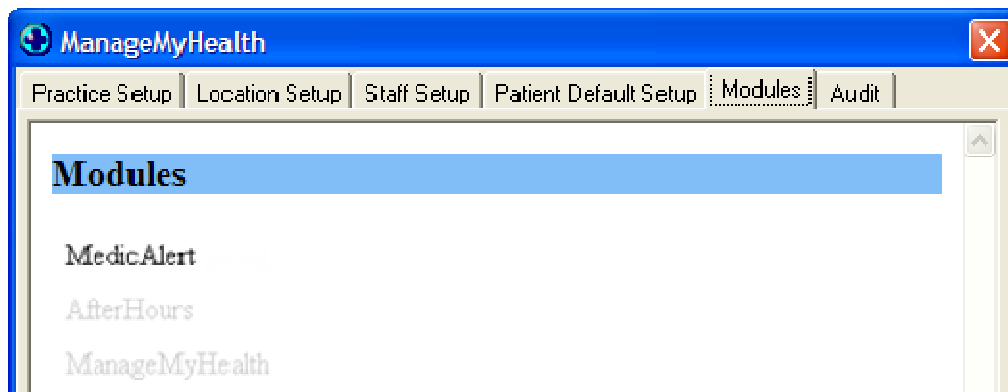 ManageMyHealth
Practice Setup Location Setup Staff Setup Patient Default Setup Modules Audit
Modules
MedicAlert
AfterHours
ManageMyHealth